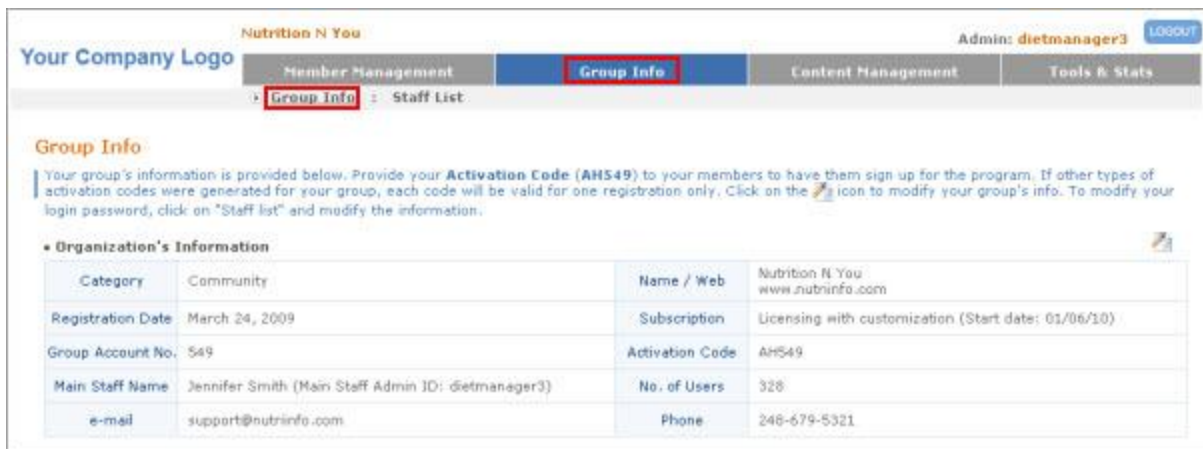 Nutrition N You
Admin: dietmanager3 LOGOUT
Your Company Logo
Member Management Group Info Content Management Tools & Stats
Group Info : Staff List
Group Info
Your group's information is provided below. Provide your Activation Code (AH549) to your members to have them sign up for the program. If other types of
activation codes were generated for your group, each code will be valid for one registration only. Click on the icon to modify your group's info. To modify your
login password, click on "Staff list" and modify the information.
• Organization's Information
Category Community Name / Web Nutrition N You
www.nutriinfo.com
Registration Date March 24, 2009 Subscription Licensing with customization (Start date: 01/06/10)
Group Account No. 549 Activation Code AH549
Main Staff Name Jennifer Smith (Main Staff Admin ID: dietmanager3) No. of Users 328
e-mail support@nutriinfo.com Phone 248-679-5321